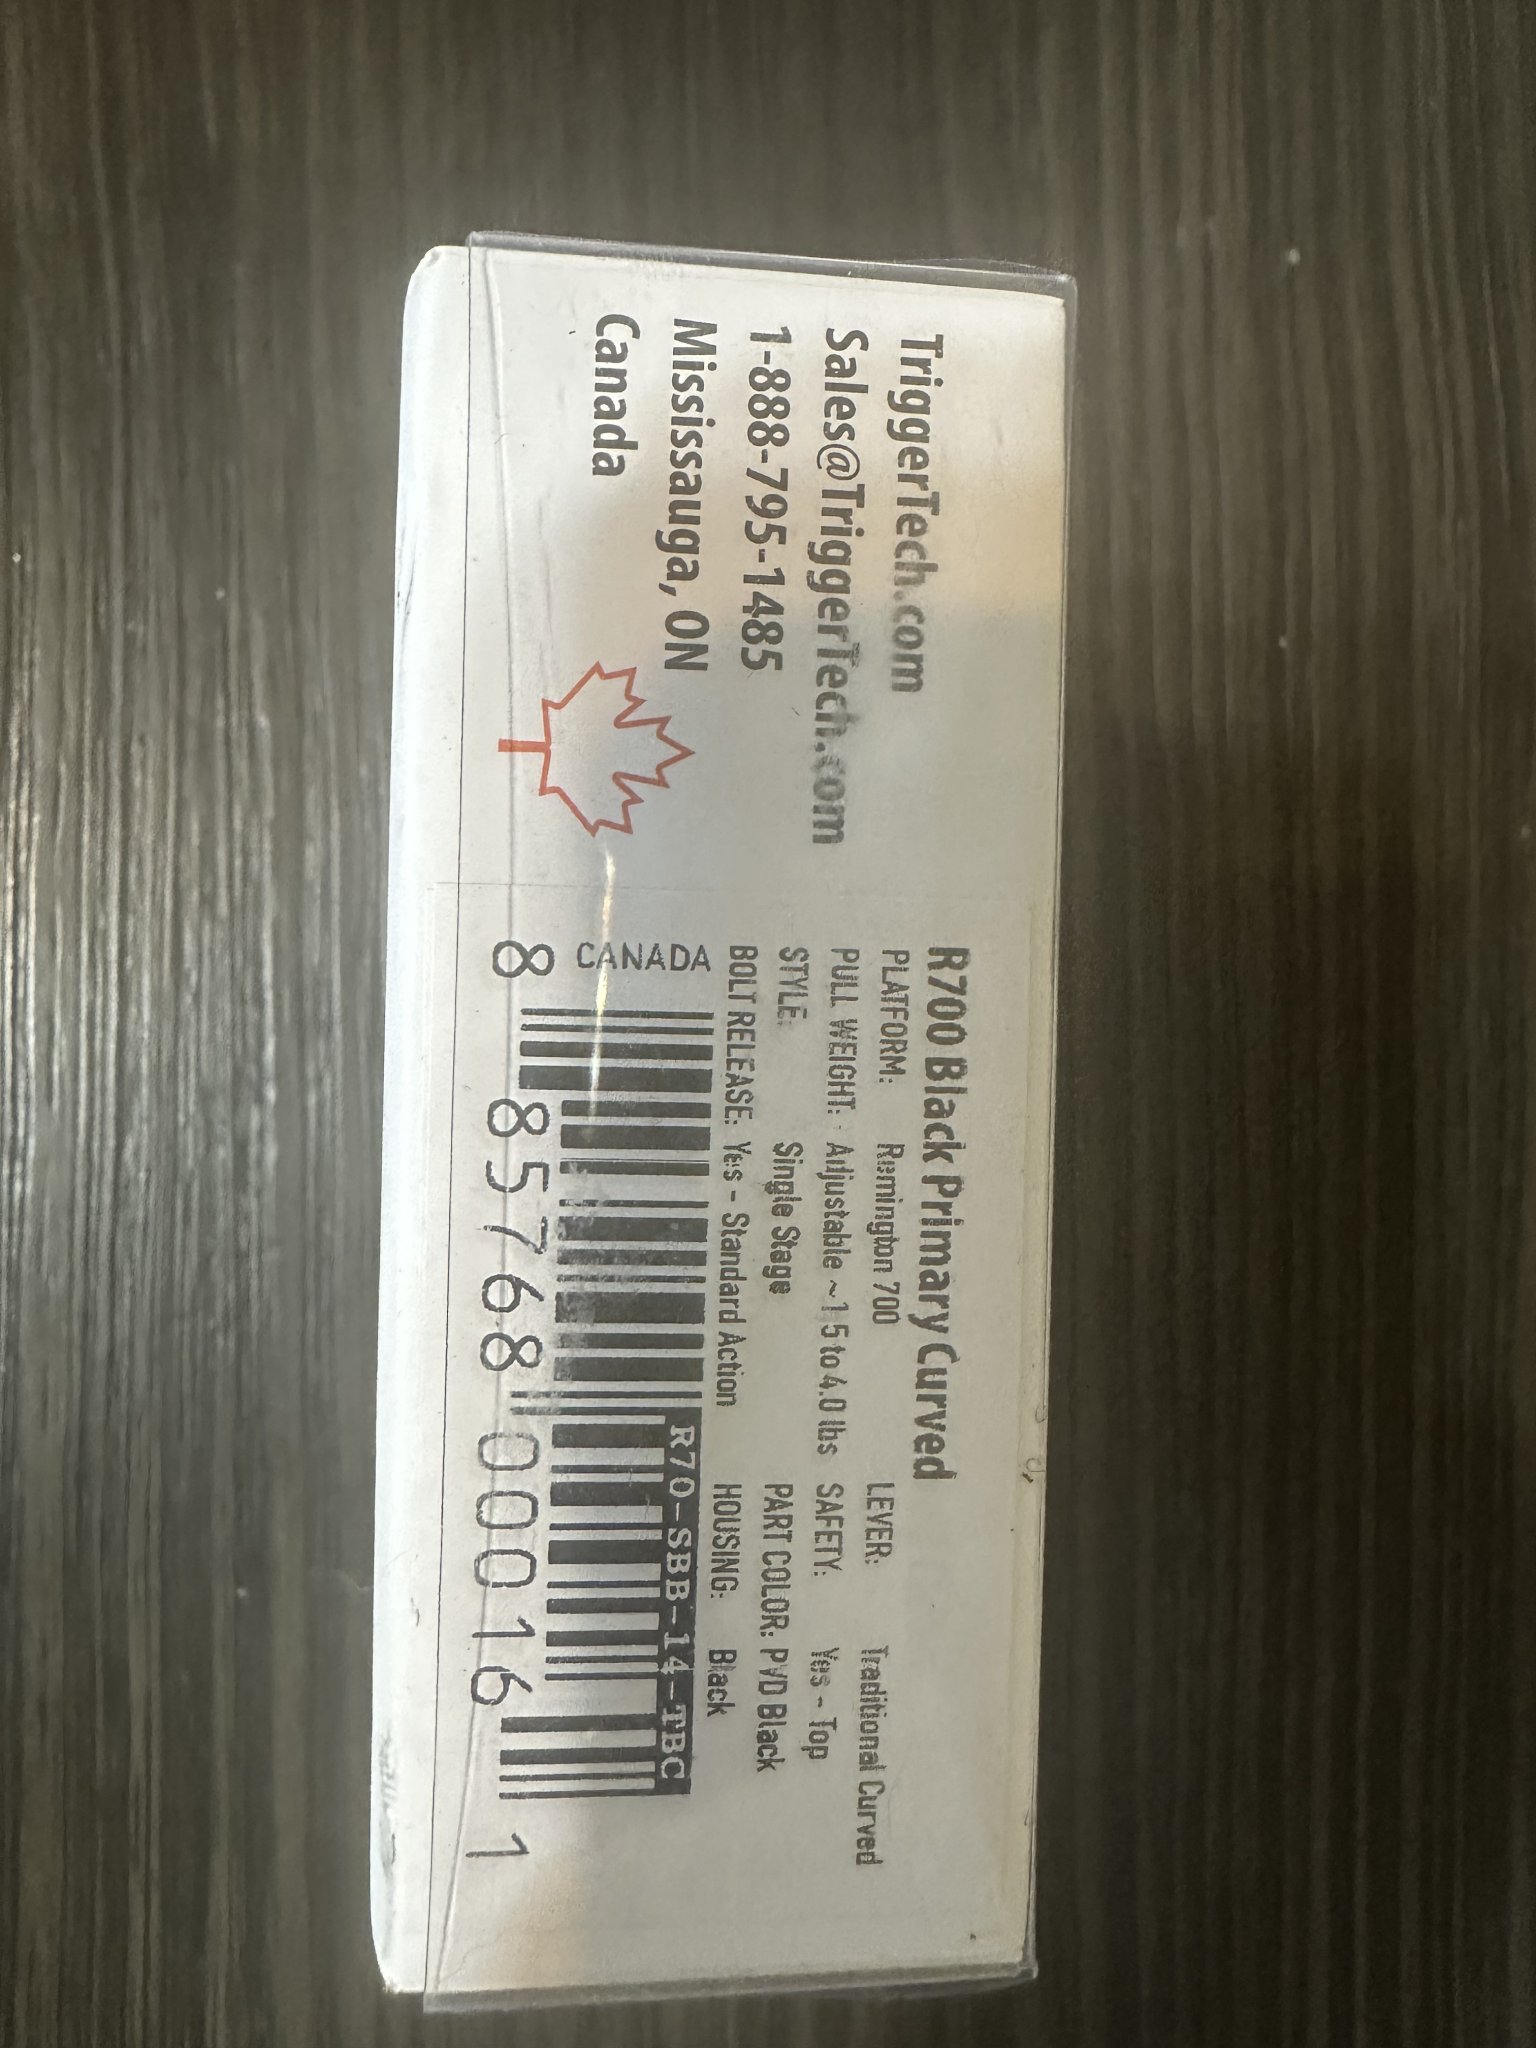 TriggerTech.com
Sales@TriggerTech.com
1-888-795-1485
Mississauga, ON
Canada
R700 Black Primary Curved
PLATFORM: Remington 700 LEVER: Traditional Curved
PULL WEIGHT: Adjustable ~1.5 to 4.0 lbs SAFETY: Yes - Top
STYLE: Single Stage PART COLOR: PVD Black
BOLT RELEASE: Yes - Standard Action HOUSING: Black
CANADA
R70-SBB-14-TBC
8 85768 00016 1